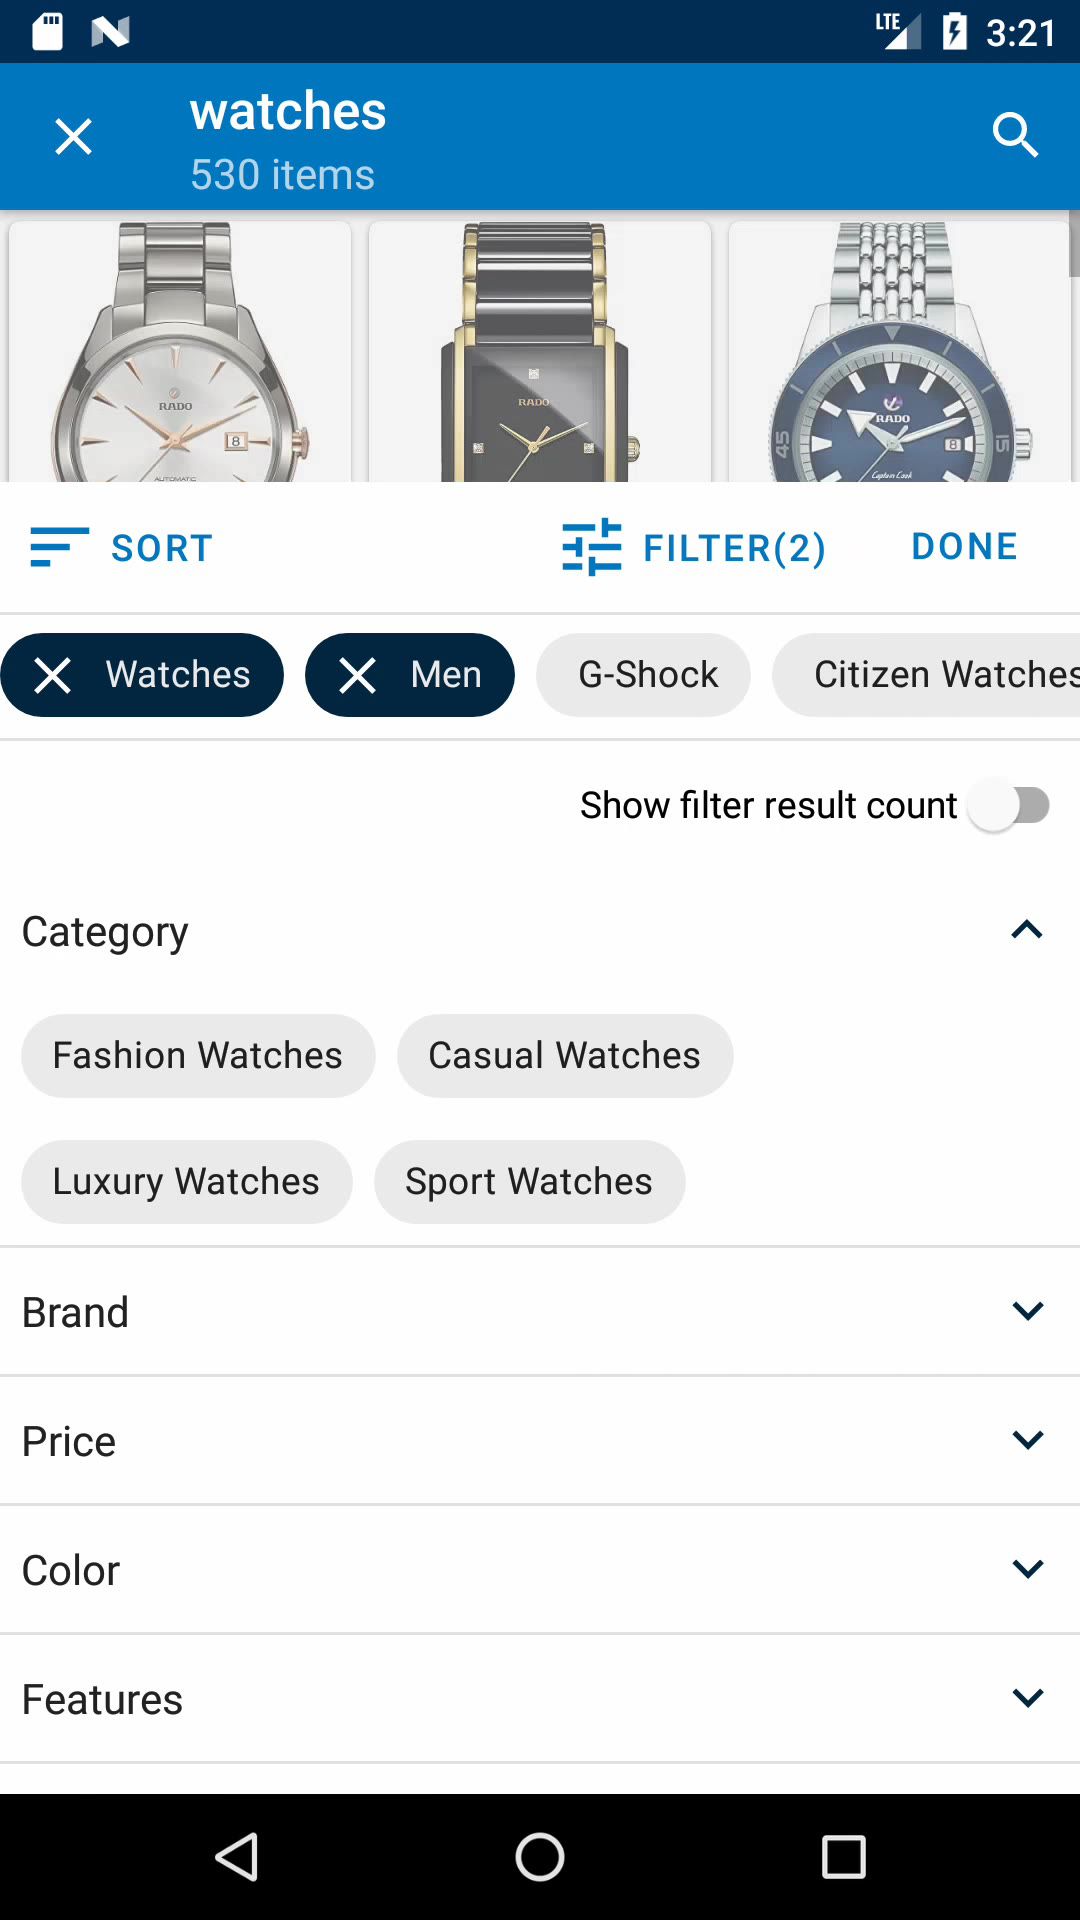 LTE 3:21
watches
530 items
RADO
8
AUTOMATIC
RADO
RADO
45
8
15
Captain Cook
SORT
FILTER(2)
DONE
Watches
Men
G-Shock
Citizen Watches
Show filter result count
Category
Fashion Watches
Casual Watches
Luxury Watches
Sport Watches
Brand
Price
Color
Features